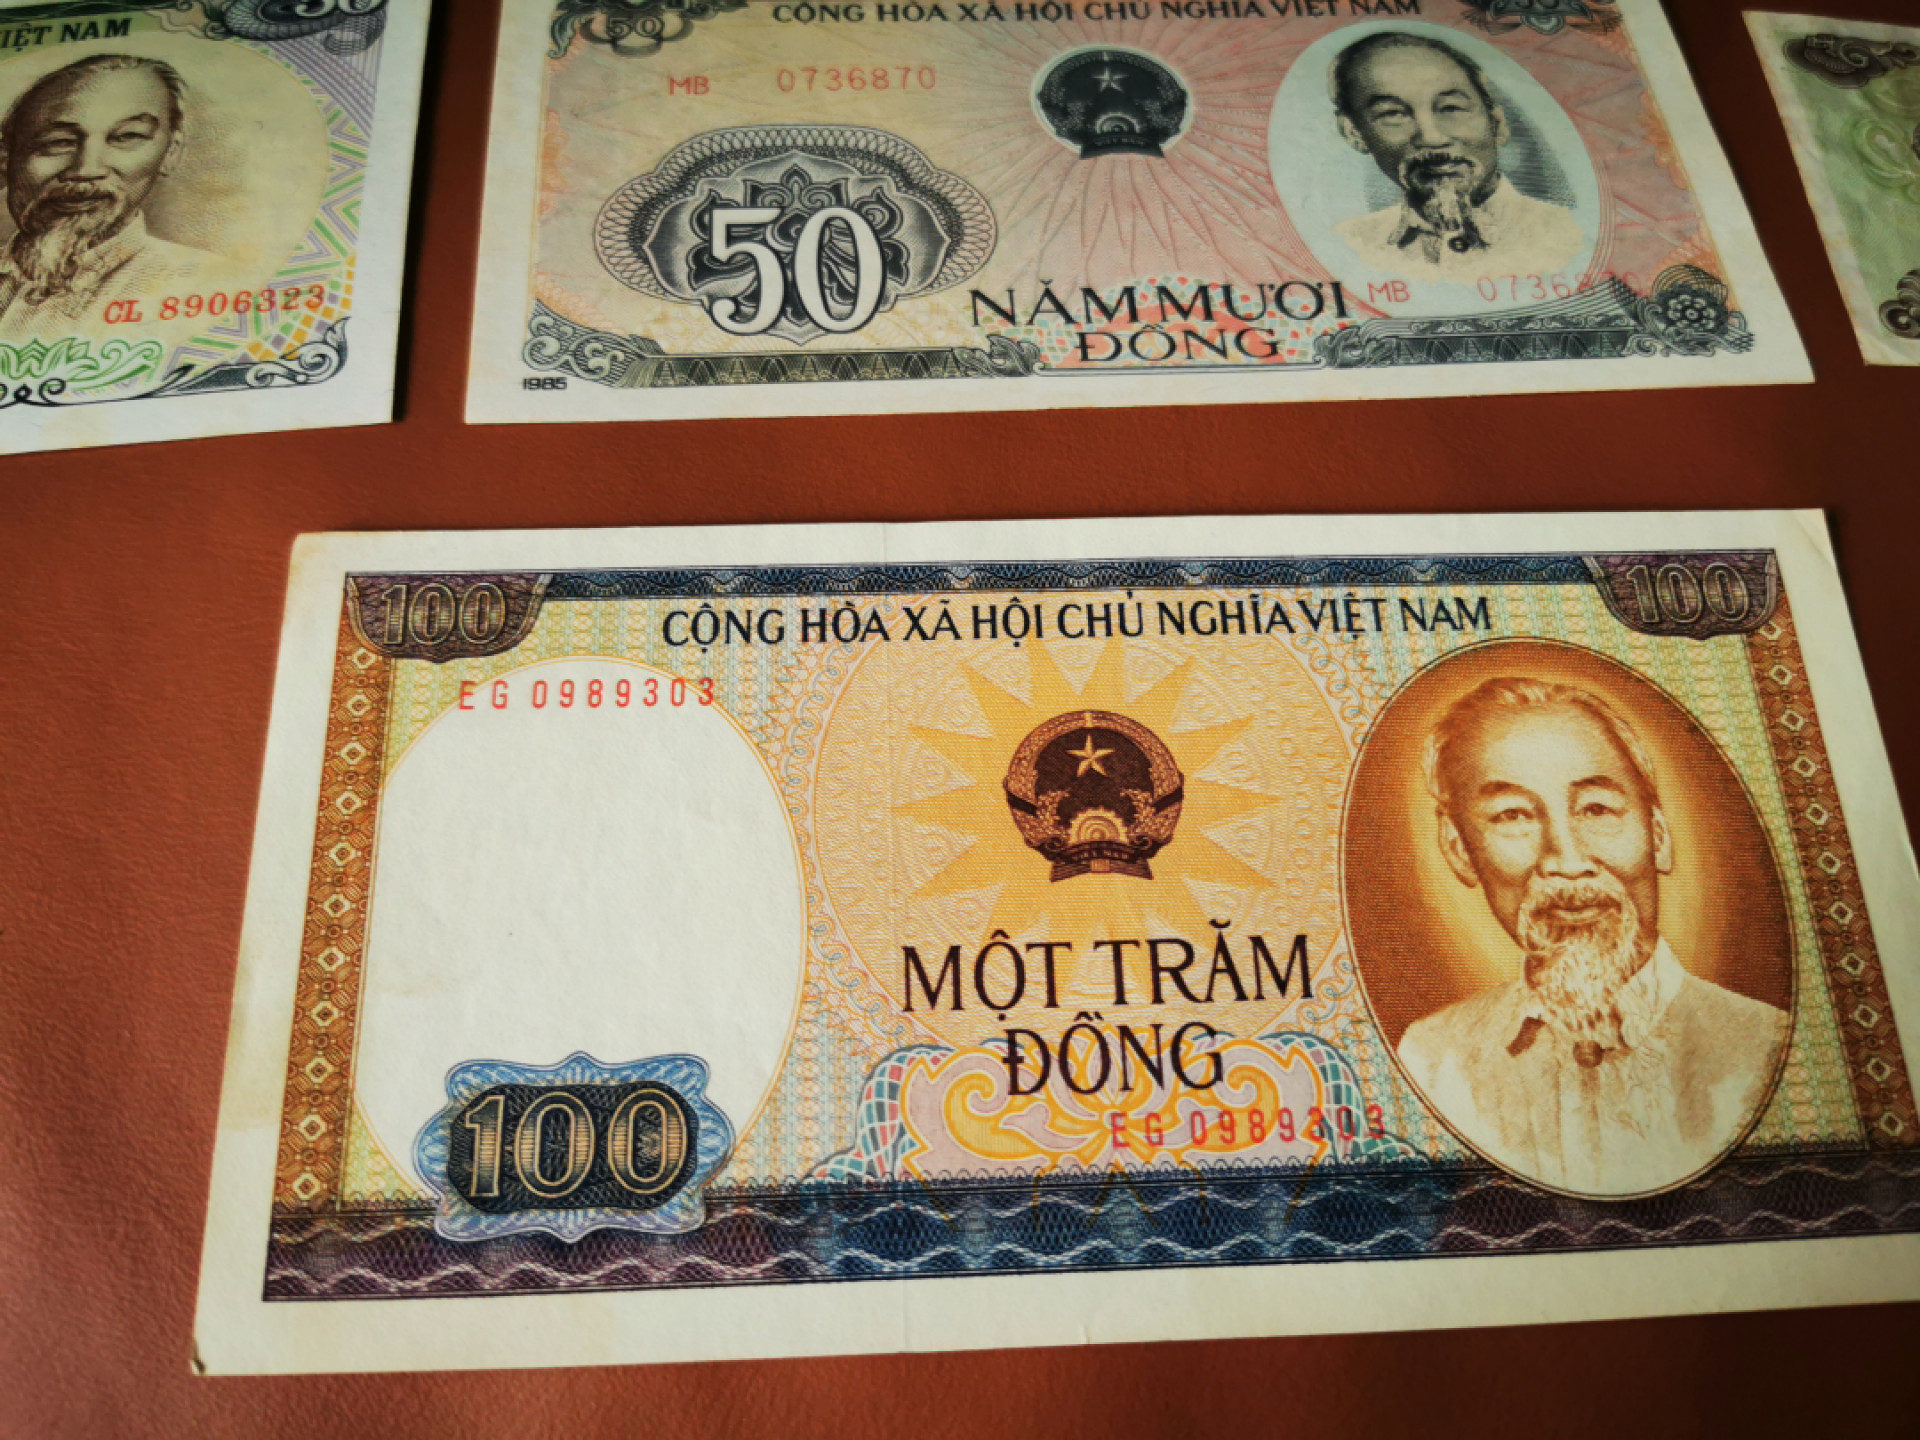 VIỆT NAM
CL 8906323
50
CỘNG HÒA XÃ HỘI CHỦ NGHĨA VIỆT NAM
MB 0736870
50
NĂM MƯƠI
ĐỒNG
MB 0736870
1985
100
100
CỘNG HÒA XÃ HỘI CHỦ NGHĨA VIỆT NAM
EG 0989303
MỘT TRĂM
ĐỒNG
100
EG 0989303